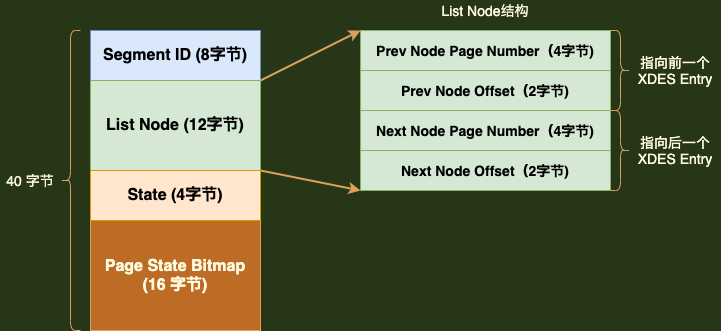 List Node结构
Segment ID (8字节)
List Node (12字节)
State (4字节)
Page State Bitmap
(16 字节)
40 字节
Prev Node Page Number（4字节）
Prev Node Offset（2字节）
Next Node Page Number（4字节）
Next Node Offset（2字节）
指向前一个
XDES Entry
指向后一个
XDES Entry